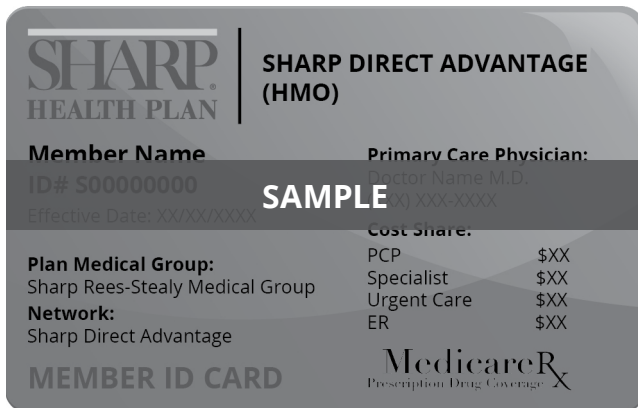 SHARP
HEALTH PLAN
SHARP DIRECT ADVANTAGE
(HMO)
Member Name
ID# S00000000
Effective Date: XX/XX/XXXX
Primary Care Physician:
Doctor Name M.D.
(XXX) XXX-XXXX
SAMPLE
Plan Medical Group:
Sharp Rees-Stealy Medical Group
Network:
Sharp Direct Advantage
MEMBER ID CARD
Cost Share:
PCP $XX
Specialist $XX
Urgent Care $XX
ER $XX
MedicareRx
Prescription Drug Coverage